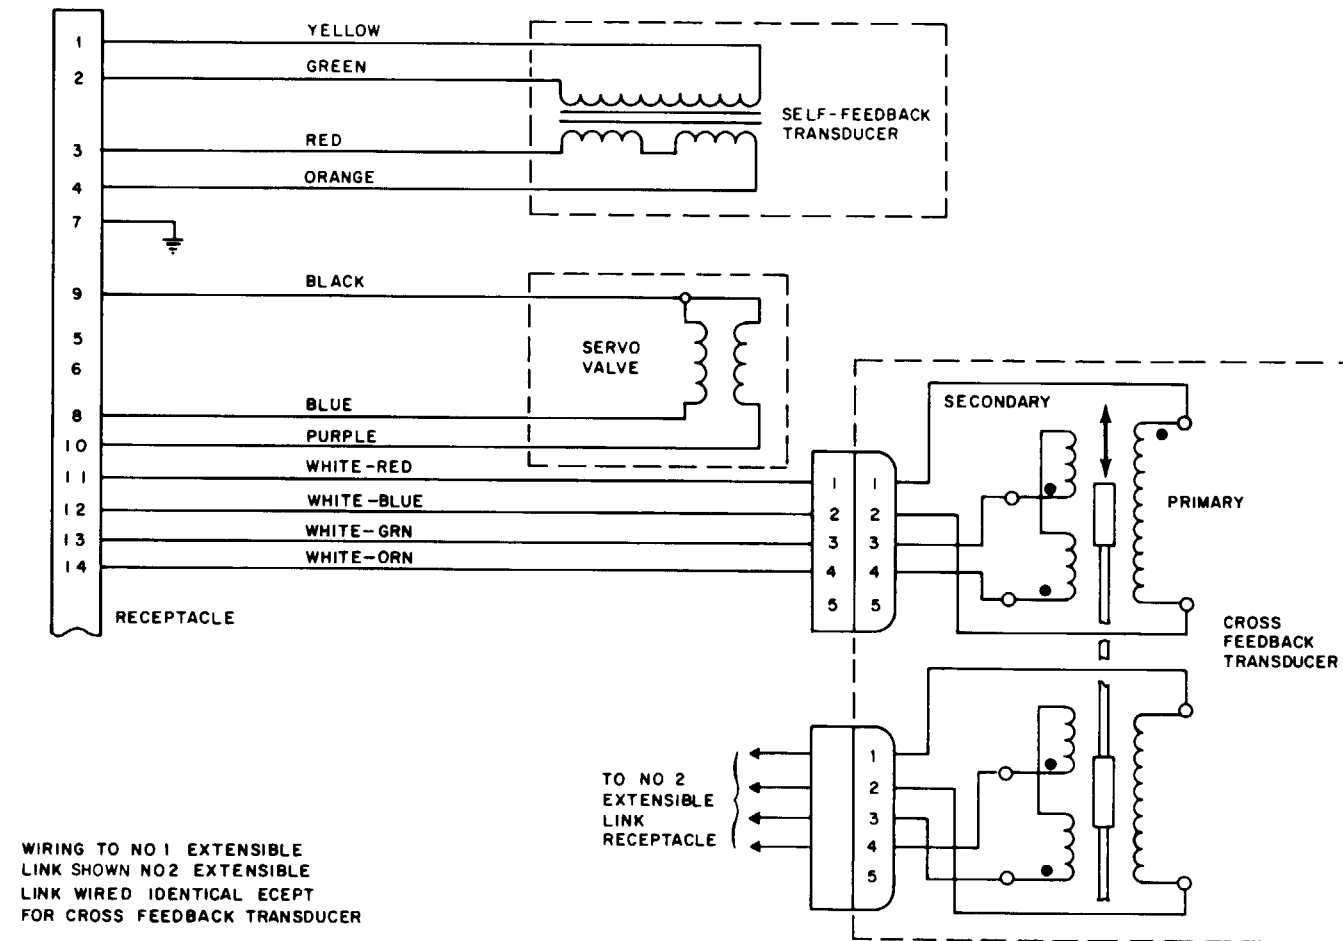 1 YELLOW
2 GREEN
SELF-FEEDBACK
TRANSDUCER
3 RED
4 ORANGE
7
9 BLACK
5
6
SERVO
VALVE
8 BLUE
10 PURPLE
11 WHITE-RED
12 WHITE-BLUE
13 WHITE-GRN
14 WHITE-ORN
RECEPTACLE
1 1
2 2
3 3
4 4
5 5
SECONDARY
PRIMARY
CROSS
FEEDBACK
TRANSDUCER
TO NO 2
EXTENSIBLE
LINK
RECEPTACLE
1
2
3
4
5
WIRING TO NO 1 EXTENSIBLE
LINK SHOWN NO2 EXTENSIBLE
LINK WIRED IDENTICAL ECEPT
FOR CROSS FEEDBACK TRANSDUCER